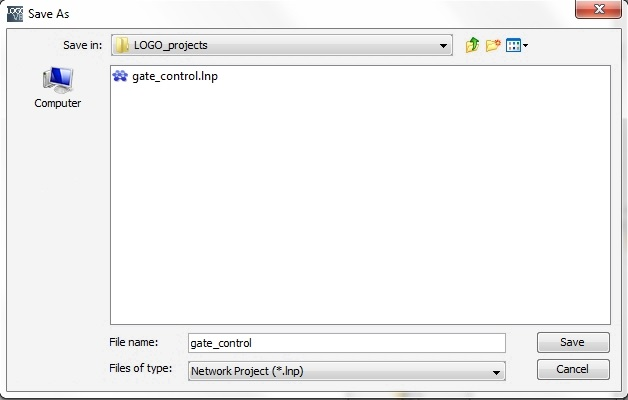 Save As
Save in: LOGO_projects
gate_control.lnp
Computer
File name: gate_control Save
Files of type: Network Project (*.lnp) Cancel